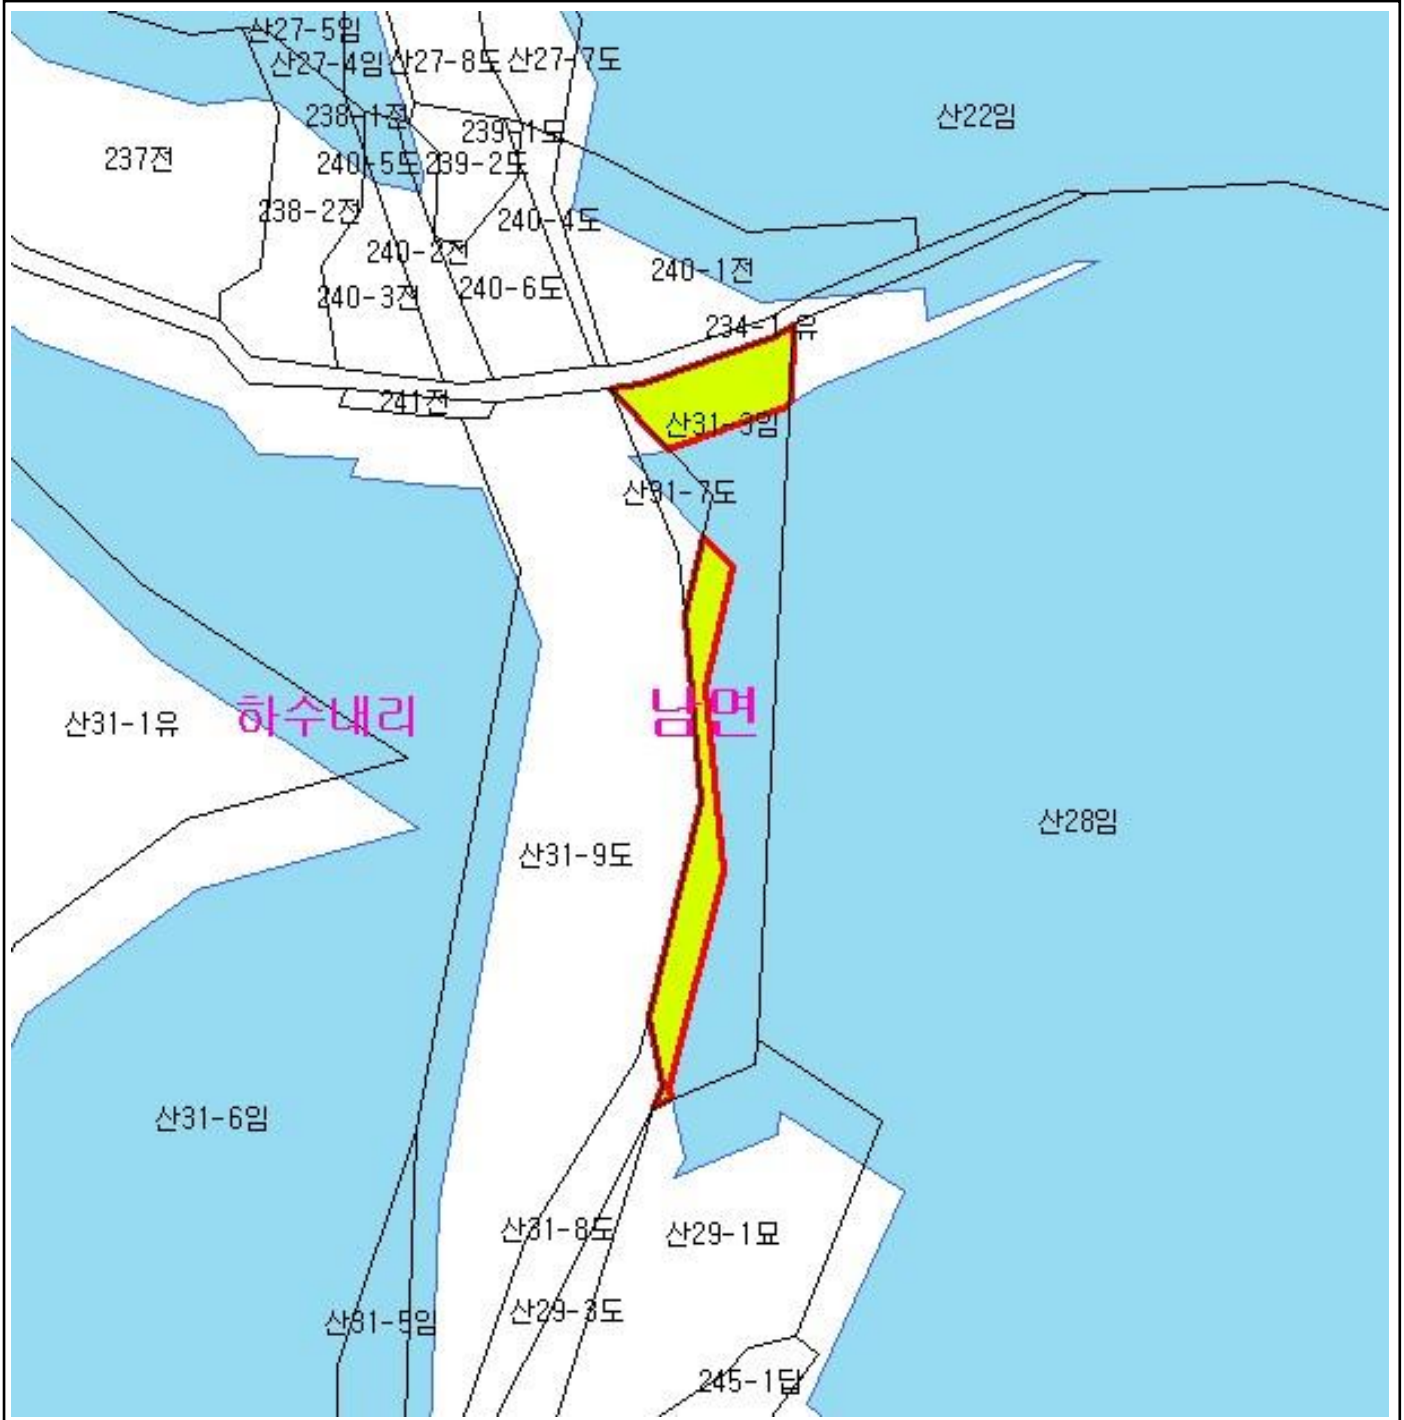 산27-5임
산27-4임
산27-8도
산27-7도
238-1전
산22임
239-1묘
237전
240-5도
239-2도
238-2전
240-4도
240-2전
240-1전
240-3전
240-6도
234-1유
241전
산31-3임
산31-7도
하수내리
남면
산31-1유
산28임
산31-9도
산31-6임
산31-8도
산29-1묘
산29-3도
산31-5임
245-1답